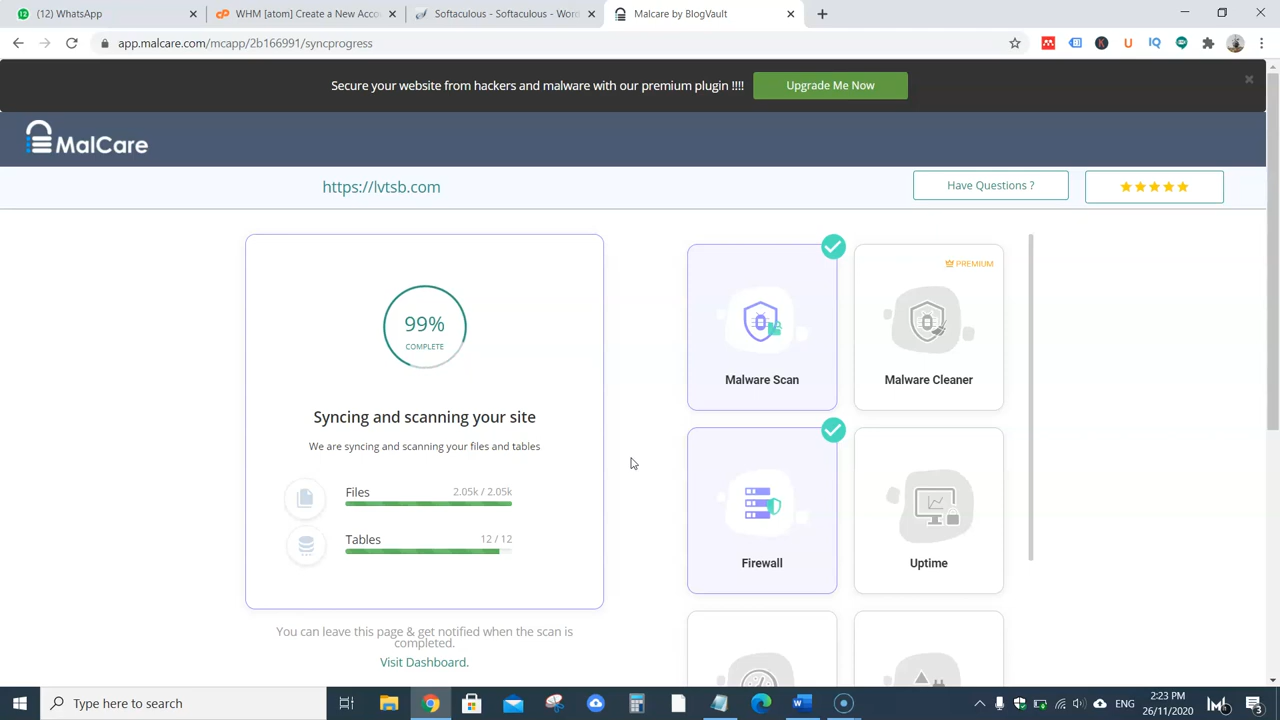 WhatsApp
WHM [atom] Create a New Acco
Softaculous - Softaculous - Word
Malcare by BlogVault
app.malcare.com/mcapp/2b166991/syncprogress
Secure your website from hackers and malware with our premium plugin !!!!
Upgrade Me Now
MalCare
https://lvtsb.com
Have Questions ?
99%
COMPLETE
Syncing and scanning your site
We are syncing and scanning your files and tables
Files 2.05k / 2.05k
Tables 12 / 12
You can leave this page & get notified when the scan is
completed.
Visit Dashboard.
Malware Scan
PREMIUM
Malware Cleaner
Firewall
Uptime
Type here to search
ENG
2:23 PM
26/11/2020
3